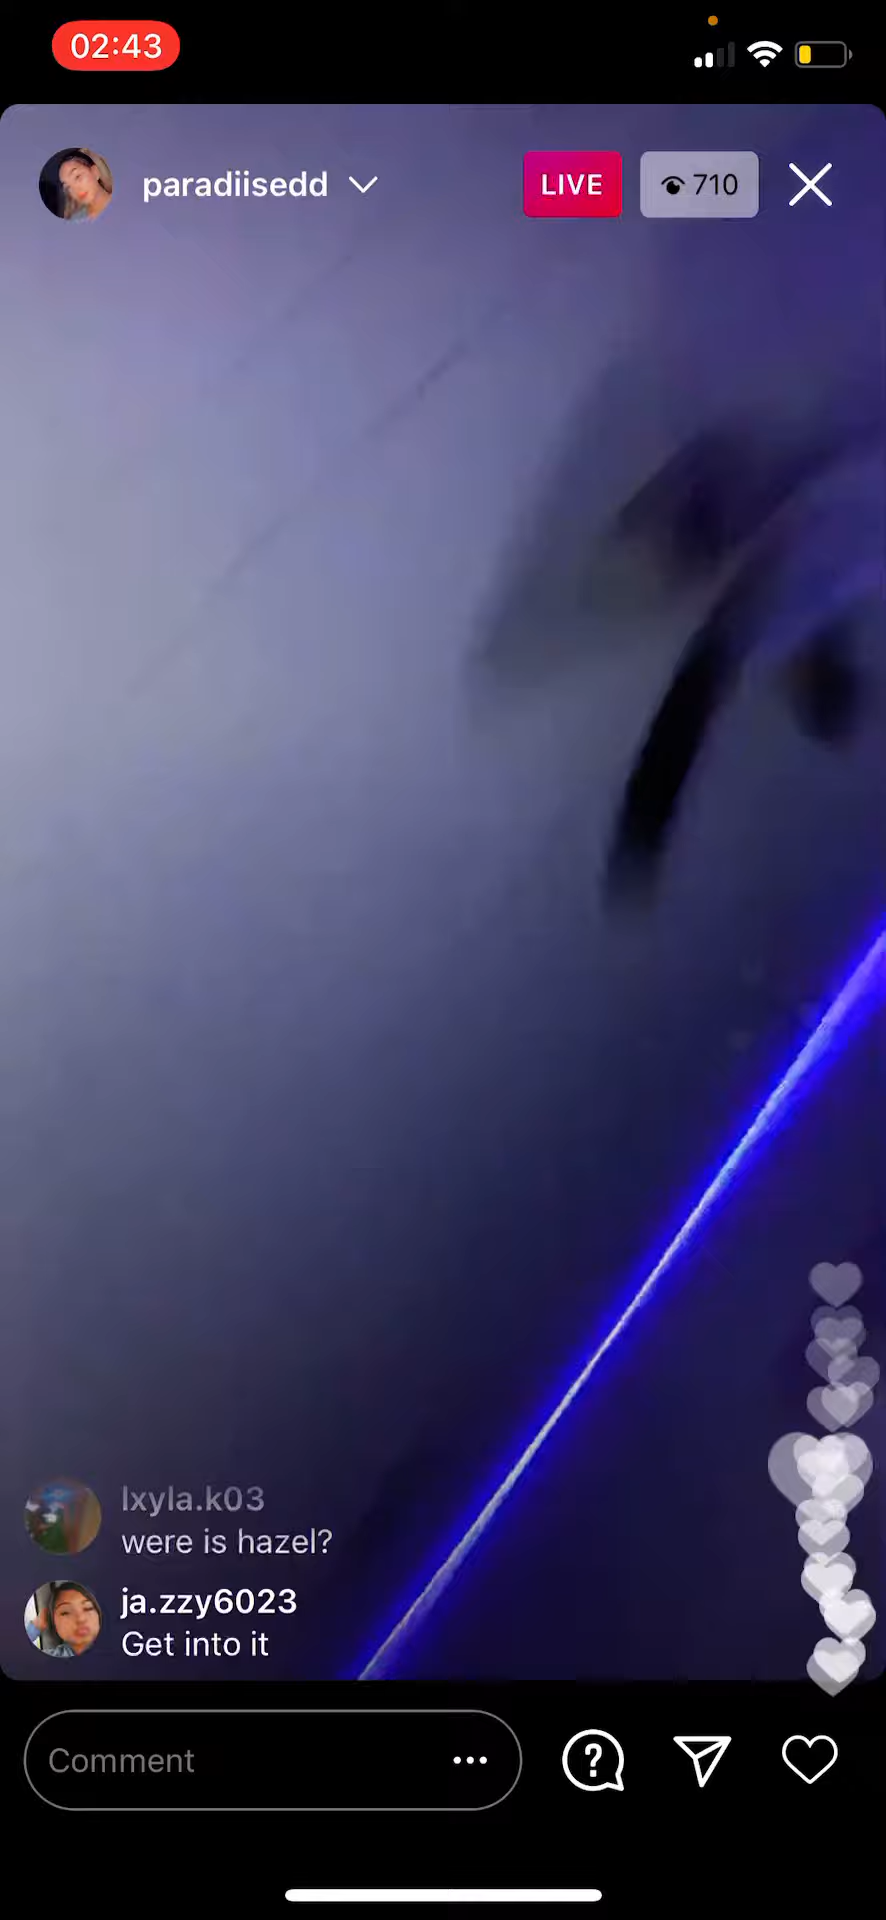 02:43
paradiisedd
LIVE
710
lxyla.k03
were is hazel?
ja.zzy6023
Get into it
Comment